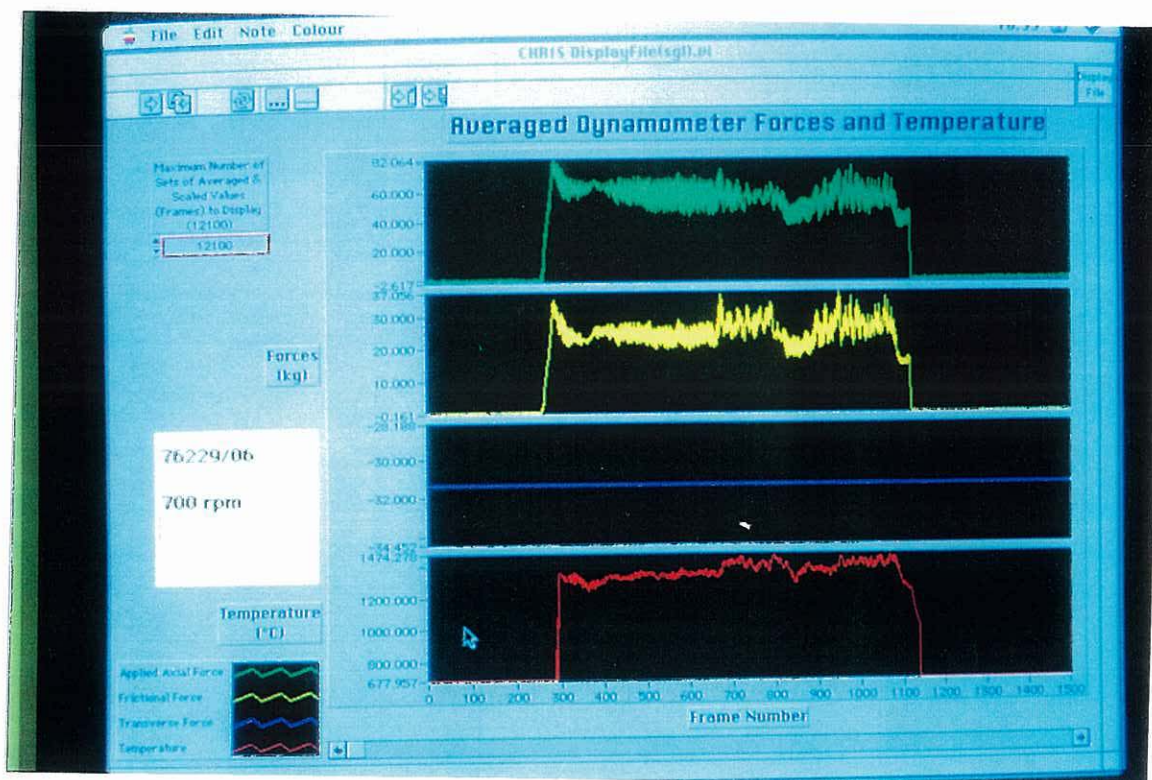 File Edit Note Colour
CHRIS DisplayFile(sgl).vi
Display
File
Averaged Dynamometer Forces and Temperature
Maximum Number of
Sets of Averaged &
Scaled Values
(Frames) to Display
(12100)
12100
82.064
60.000
40.000
20.000
-2.617
37.056
30.000
20.000
10.000
-0.161
Forces
(kg)
-28.188
-30.000
-32.000
-34.452
76229/06
700 rpm
1474.278
1200.000
1000.000
800.000
677.957
Temperature
(°C)
Applied Axial Force
Frictional Force
Transverse Force
Temperature
0 100 200 300 400 500 600 700 800 900 1000 1100 1200 1300 1400 1500
Frame Number